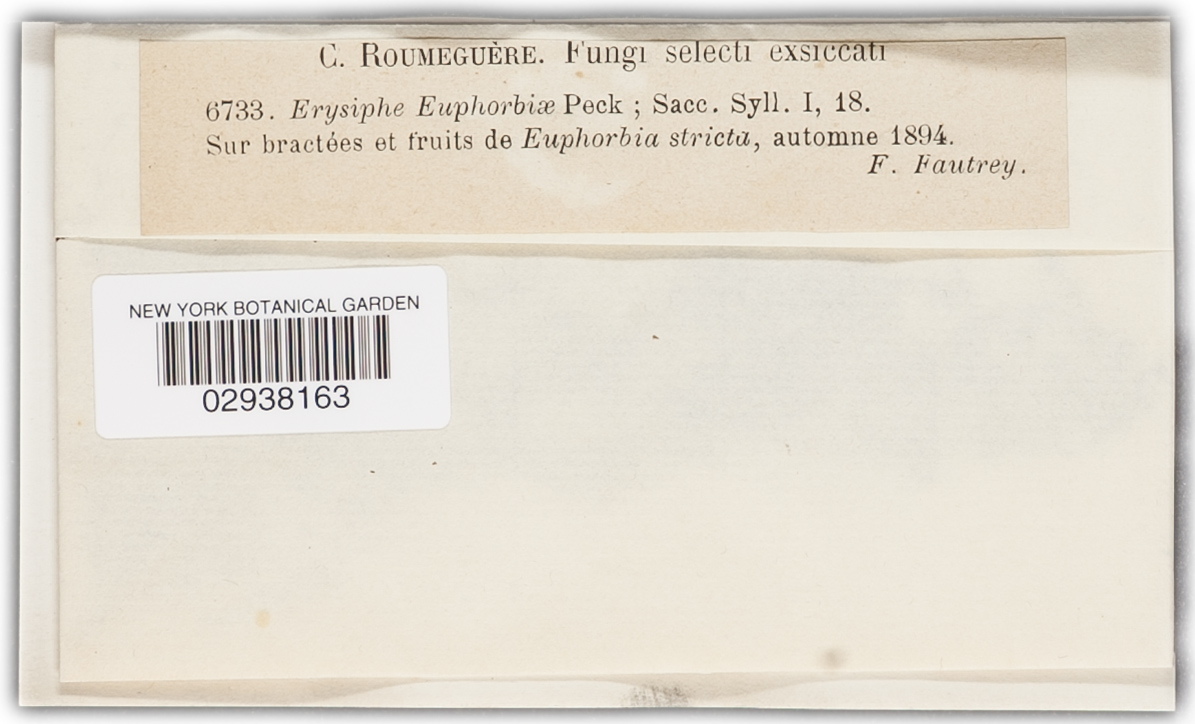 C. ROUMEGUÈRE. Fungi selecti exsiccati
6733. Erysiphe Euphorbiæ Peck ; Sacc. Syll. I, 18.
Sur bractées et fruits de Euphorbia stricta, automne 1894.
F. Fautrey.
NEW YORK BOTANICAL GARDEN
02938163